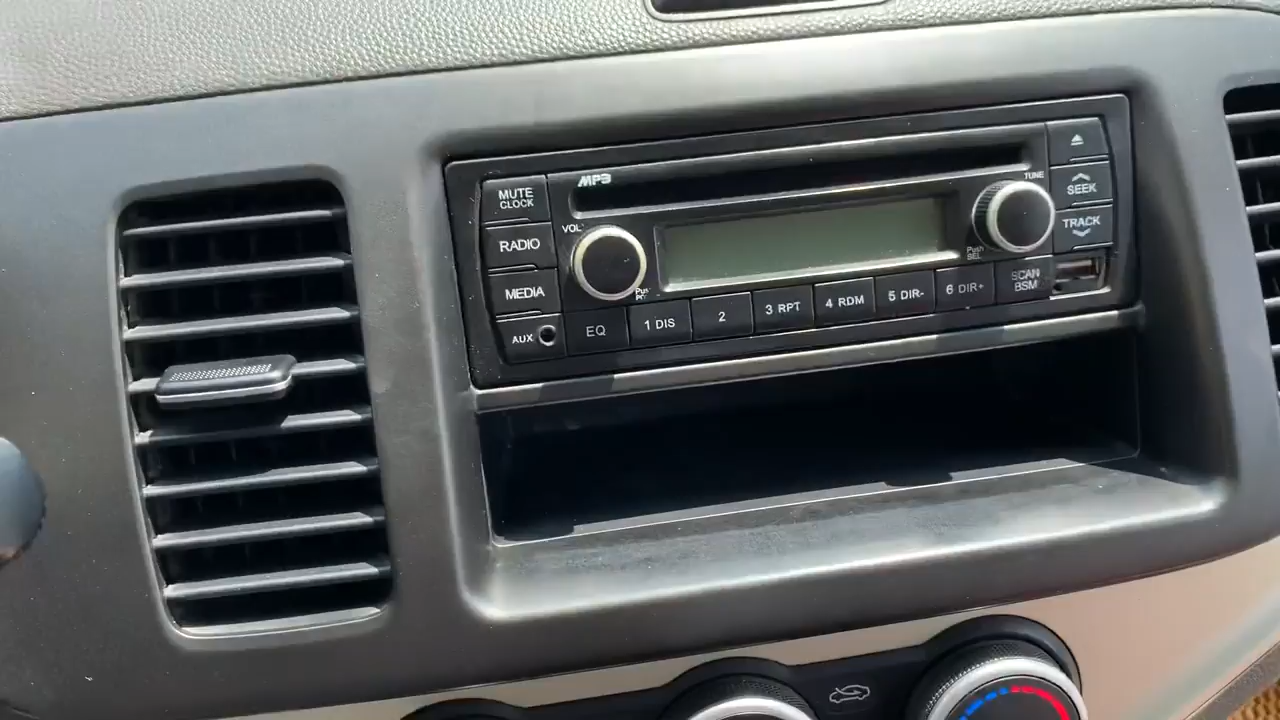 MP3
MUTE
CLOCK
VOL
TUNE
SEEK
RADIO
TRACK
MEDIA
Push
SEL
SCAN
BSM
AUX
EQ
1 DIS
2
3 RPT
4 RDM
5 DIR-
6 DIR+